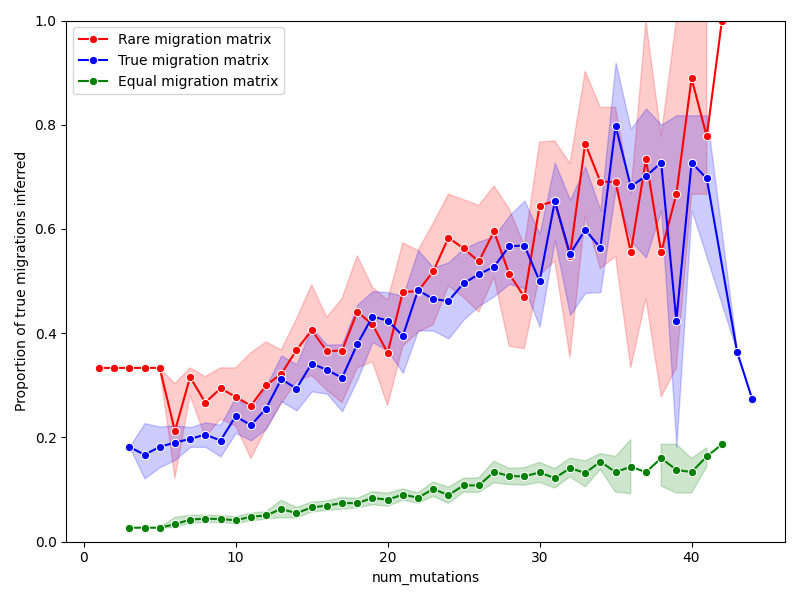 Rare migration matrix
True migration matrix
Equal migration matrix
Proportion of true migrations inferred
1.0
0.8
0.6
0.4
0.2
0.0
0 10 20 30 40
num_mutations